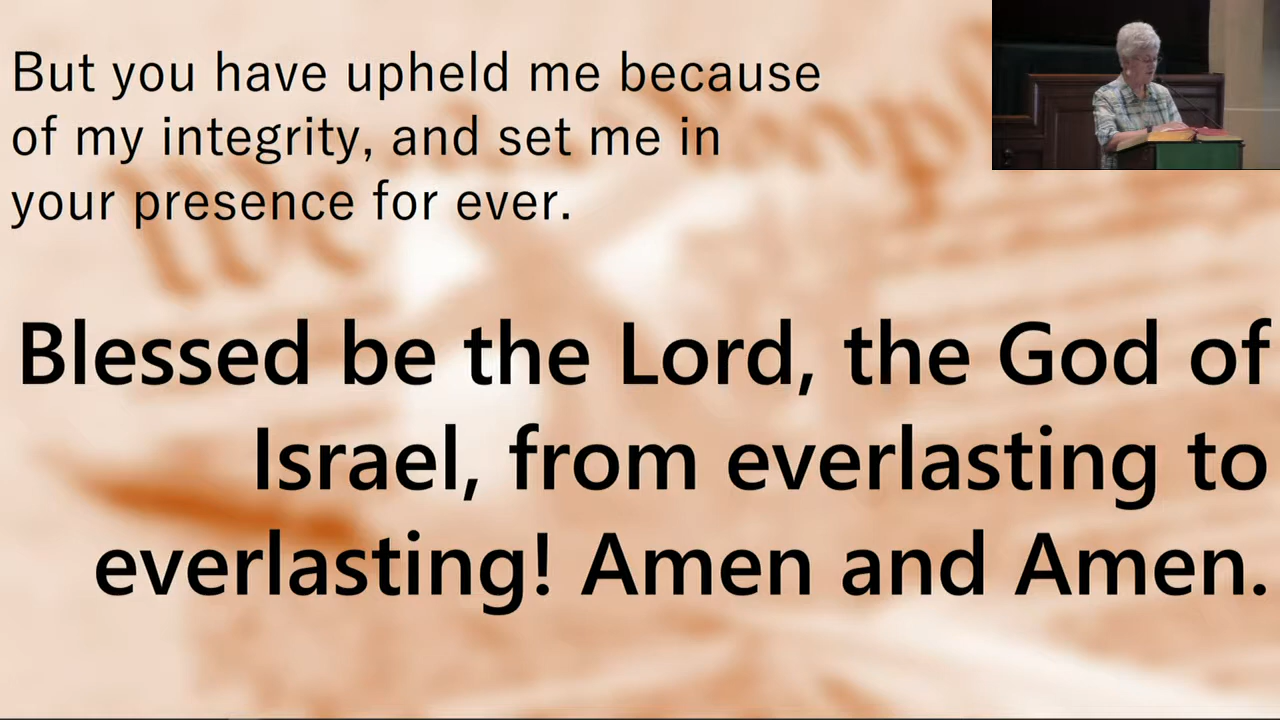 But you have upheld me because
of my integrity, and set me in
your presence for ever.
Blessed be the Lord, the God of
Israel, from everlasting to
everlasting! Amen and Amen.